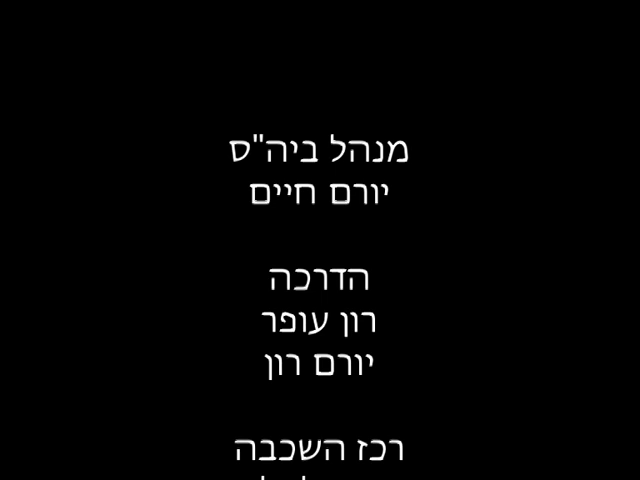 מנהל ביה"ס
יורם חיים
הדרכה
רון עופר
יורם רון
רכז השכבה